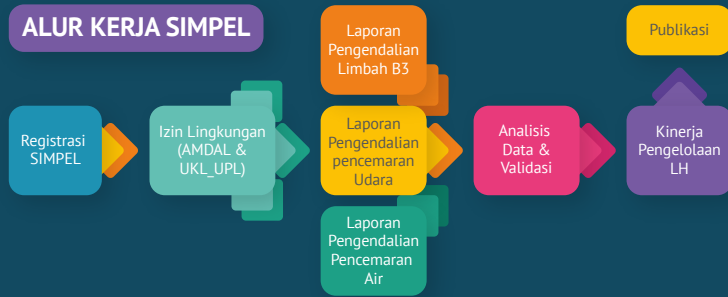 ALUR KERJA SIMPEL
Registrasi
SIMPEL
Izin Lingkungan
(AMDAL &
UKL_UPL)
Laporan
Pengendalian
Limbah B3
Laporan
Pengendalian
pencemaran
Udara
Laporan
Pengendalian
Pencemaran
Air
Analisis
Data &
Validasi
Kinerja
Pengelolaan
LH
Publikasi